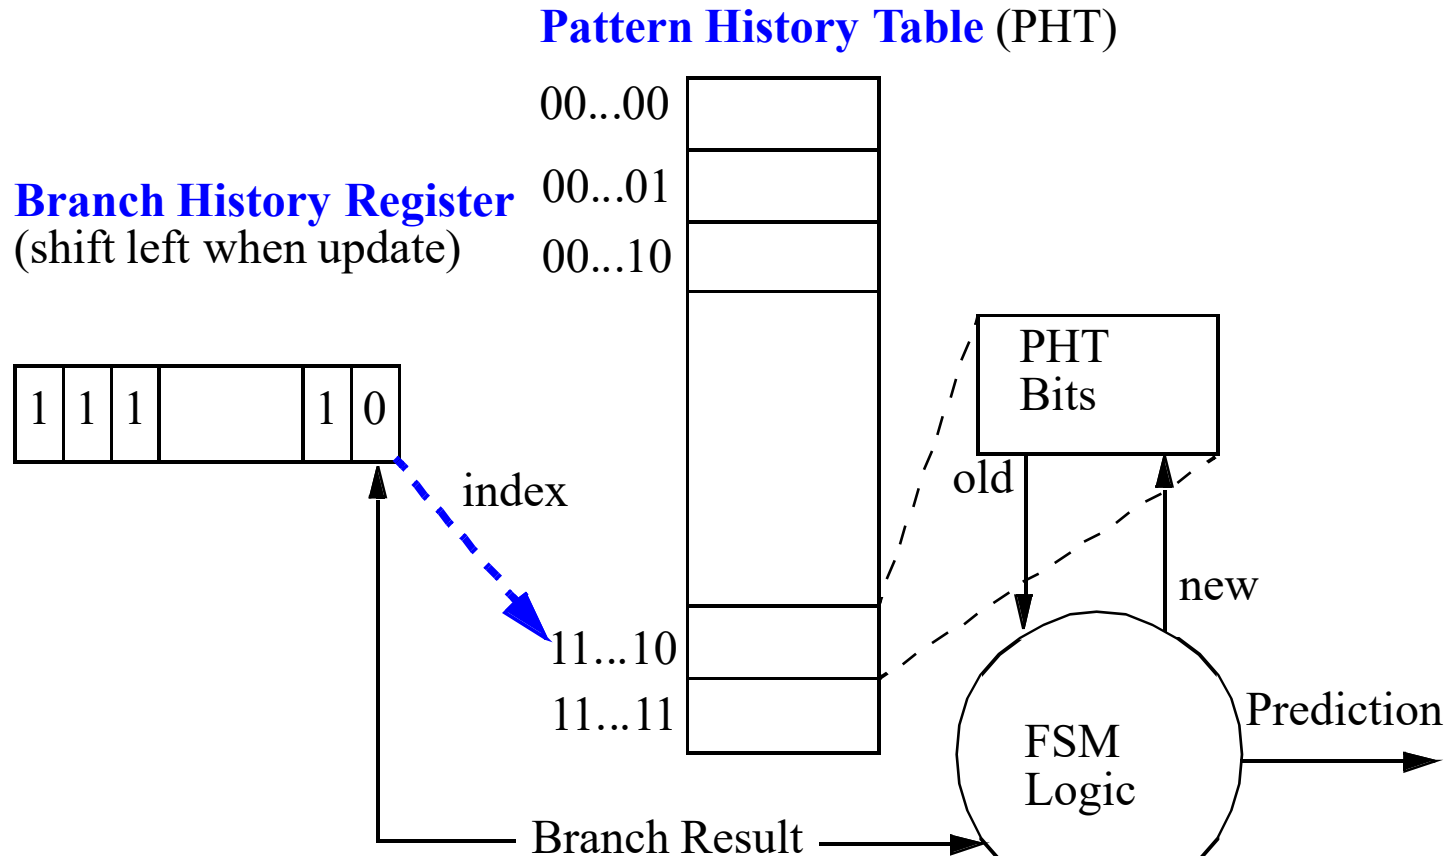 Pattern History Table (PHT)
00...00
00...01
00...10
Branch History Register
(shift left when update)
1 1 1 1 0
index
PHT
Bits
old
new
11...10
11...11
FSM
Logic
Prediction
Branch Result